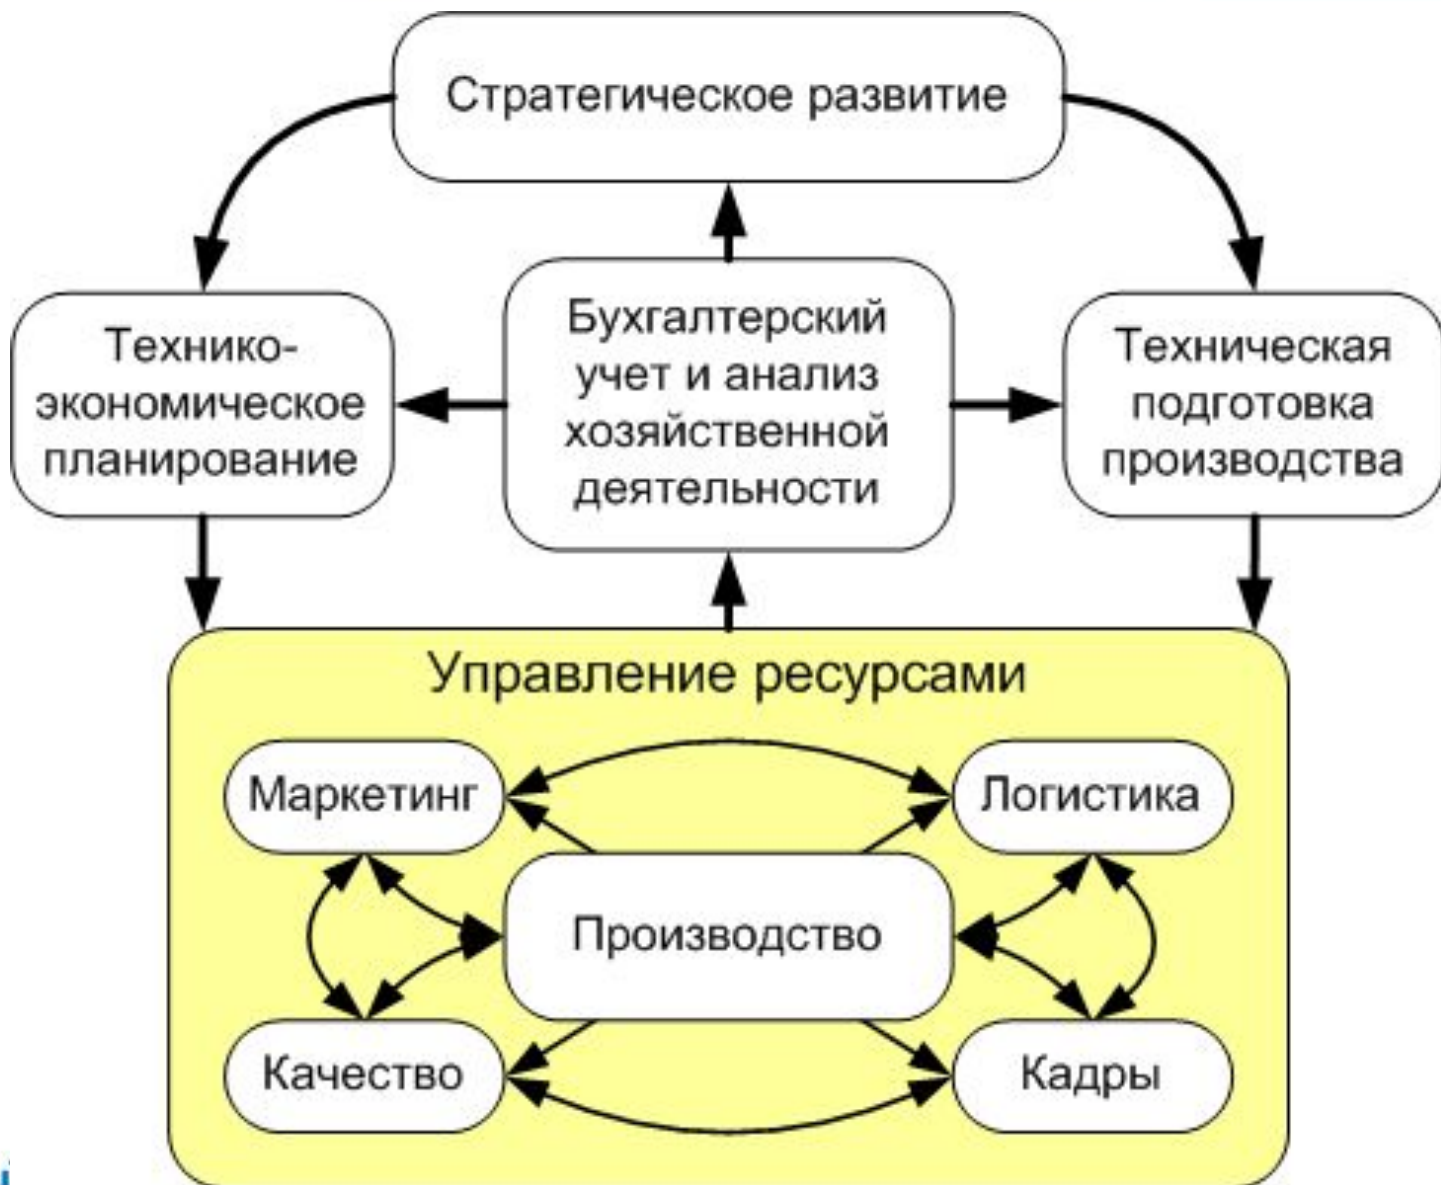 Стратегическое развитие
Технико-
экономическое
планирование
Бухгалтерский
учет и анализ
хозяйственной
деятельности
Техническая
подготовка
производства
Управление ресурсами
Маркетинг
Логистика
Производство
Качество
Кадры